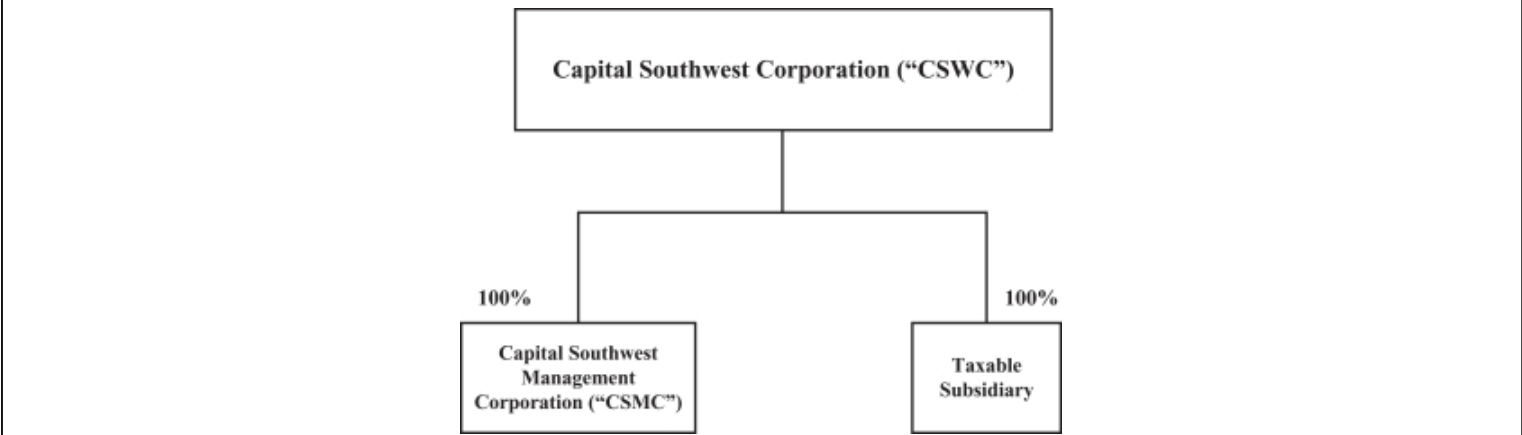 Capital Southwest Corporation (“CSWC”)
100%
100%
Capital Southwest
Management
Corporation (“CSMC”)
Taxable
Subsidiary